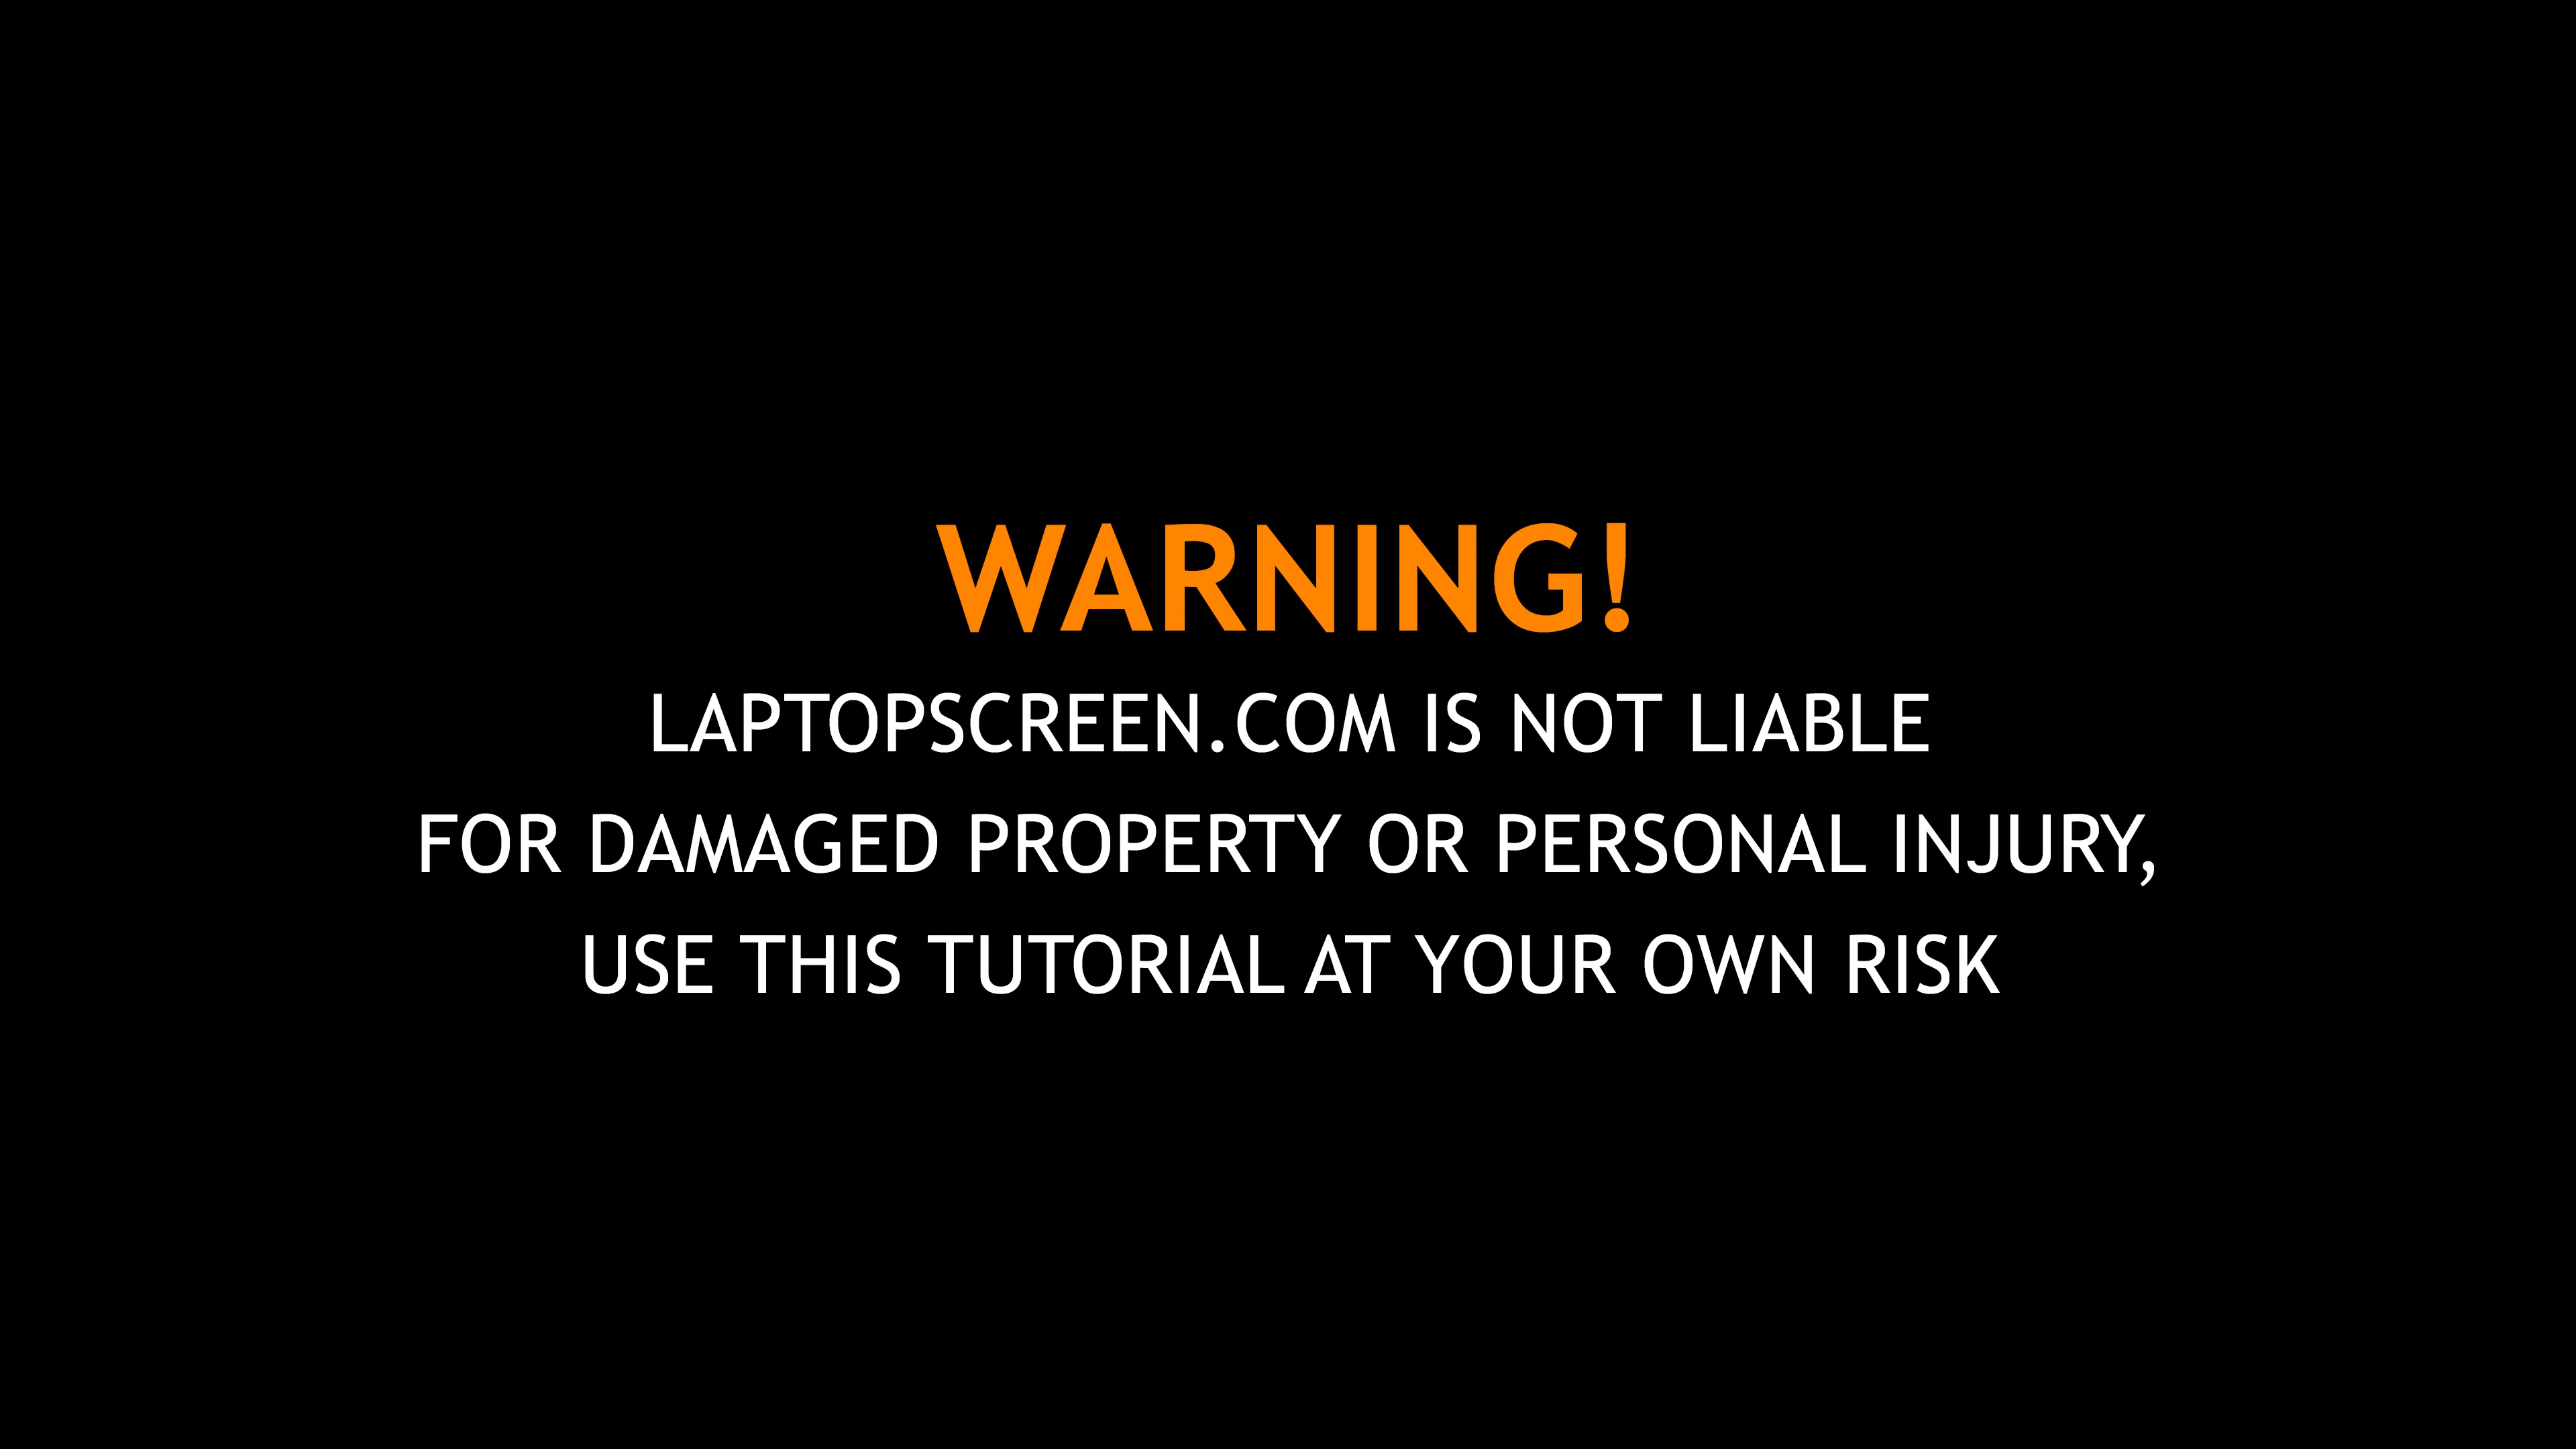 WARNING!
LAPTOPSCREEN.COM IS NOT LIABLE
FOR DAMAGED PROPERTY OR PERSONAL INJURY,
USE THIS TUTORIAL AT YOUR OWN RISK